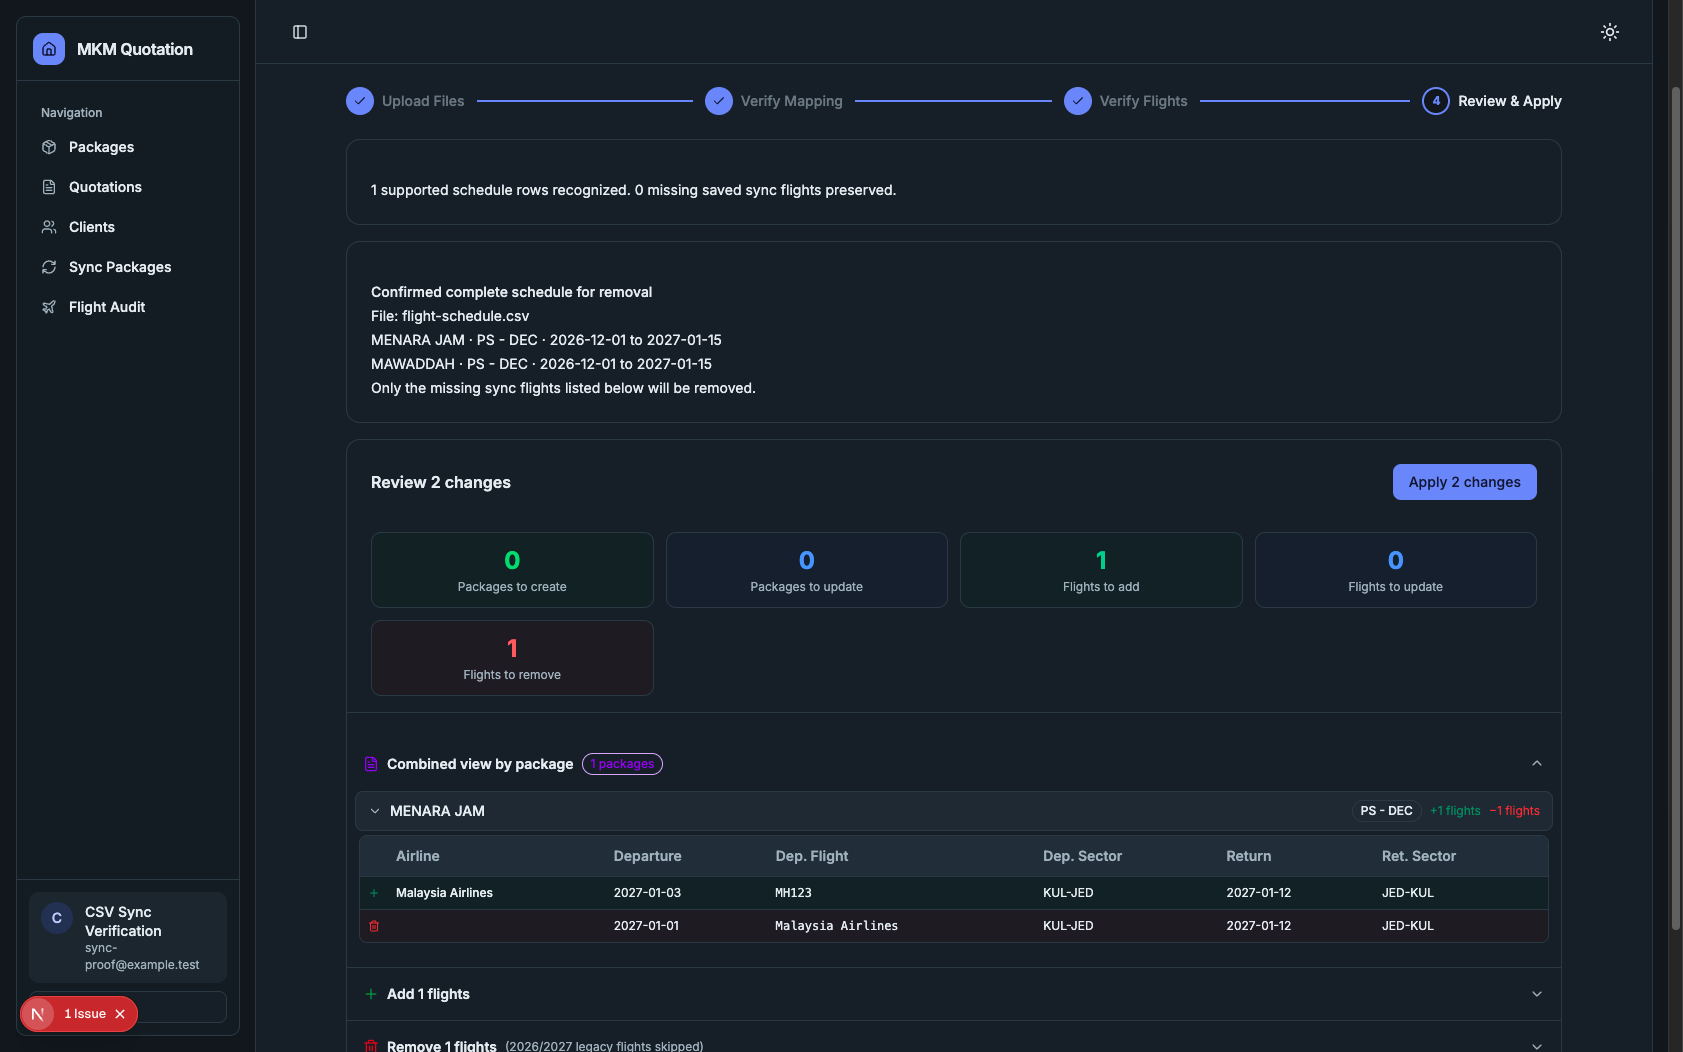 MKM Quotation
Navigation
Packages
Quotations
Clients
Sync Packages
Flight Audit
CSV Sync
Verification
sync-
proof@example.test
C
N 1 Issue
Upload Files
Verify Mapping
Verify Flights
4 Review & Apply
1 supported schedule rows recognized. 0 missing saved sync flights preserved.
Confirmed complete schedule for removal
File: flight-schedule.csv
MENARA JAM · PS - DEC · 2026-12-01 to 2027-01-15
MAWADDAH · PS - DEC · 2026-12-01 to 2027-01-15
Only the missing sync flights listed below will be removed.
Review 2 changes
Apply 2 changes
0
Packages to create
0
Packages to update
1
Flights to add
0
Flights to update
1
Flights to remove
Combined view by package 1 packages
MENARA JAM PS - DEC +1 flights −1 flights
Airline Departure Dep. Flight Dep. Sector Return Ret. Sector
+ Malaysia Airlines 2027-01-03 MH123 KUL-JED 2027-01-12 JED-KUL
2027-01-01 Malaysia Airlines KUL-JED 2027-01-12 JED-KUL
+ Add 1 flights
Remove 1 flights (2026/2027 legacy flights skipped)